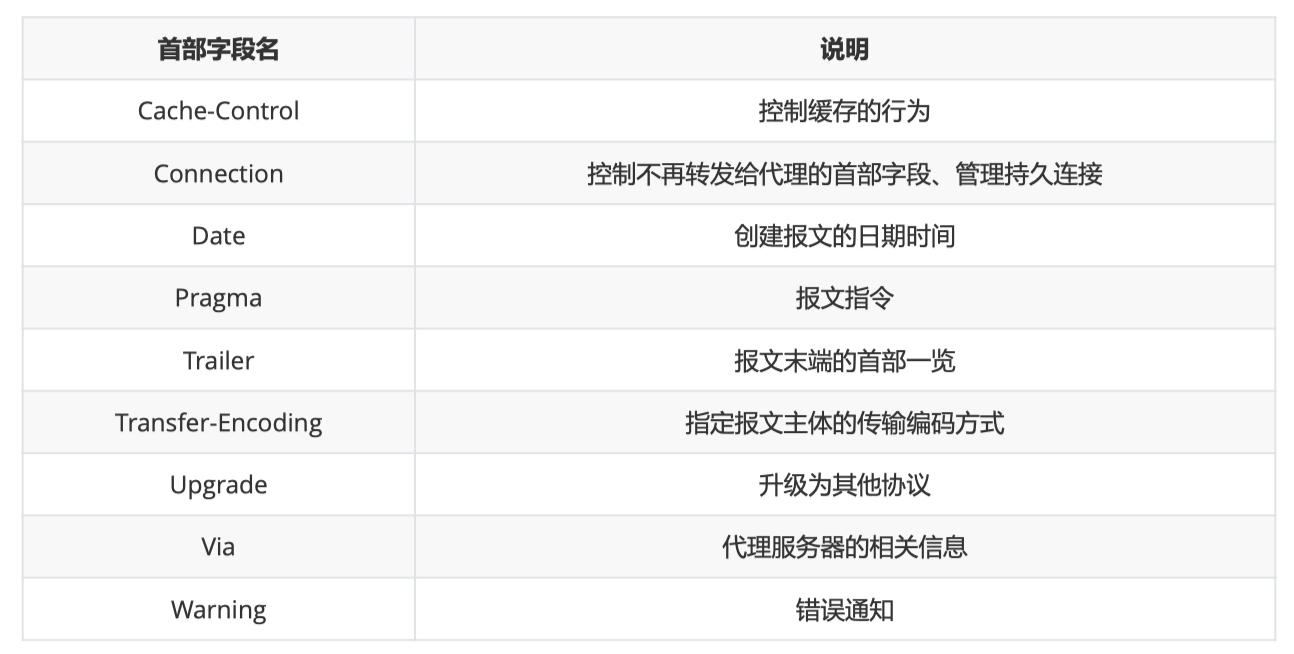 首部字段名 说明
Cache-Control 控制缓存的行为
Connection 控制不再转发给代理的首部字段、管理持久连接
Date 创建报文的日期时间
Pragma 报文指令
Trailer 报文末端的首部一览
Transfer-Encoding 指定报文主体的传输编码方式
Upgrade 升级为其他协议
Via 代理服务器的相关信息
Warning 错误通知